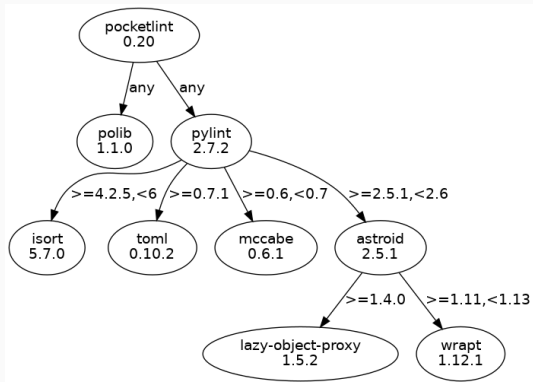 pocketlint
0.20
any
any
polib
1.1.0
pylint
2.7.2
>=4.2.5,<6
>=0.7.1
>=0.6,<0.7
>=2.5.1,<2.6
isort
5.7.0
toml
0.10.2
mccabe
0.6.1
astroid
2.5.1
>=1.4.0
>=1.11,<1.13
lazy-object-proxy
1.5.2
wrapt
1.12.1